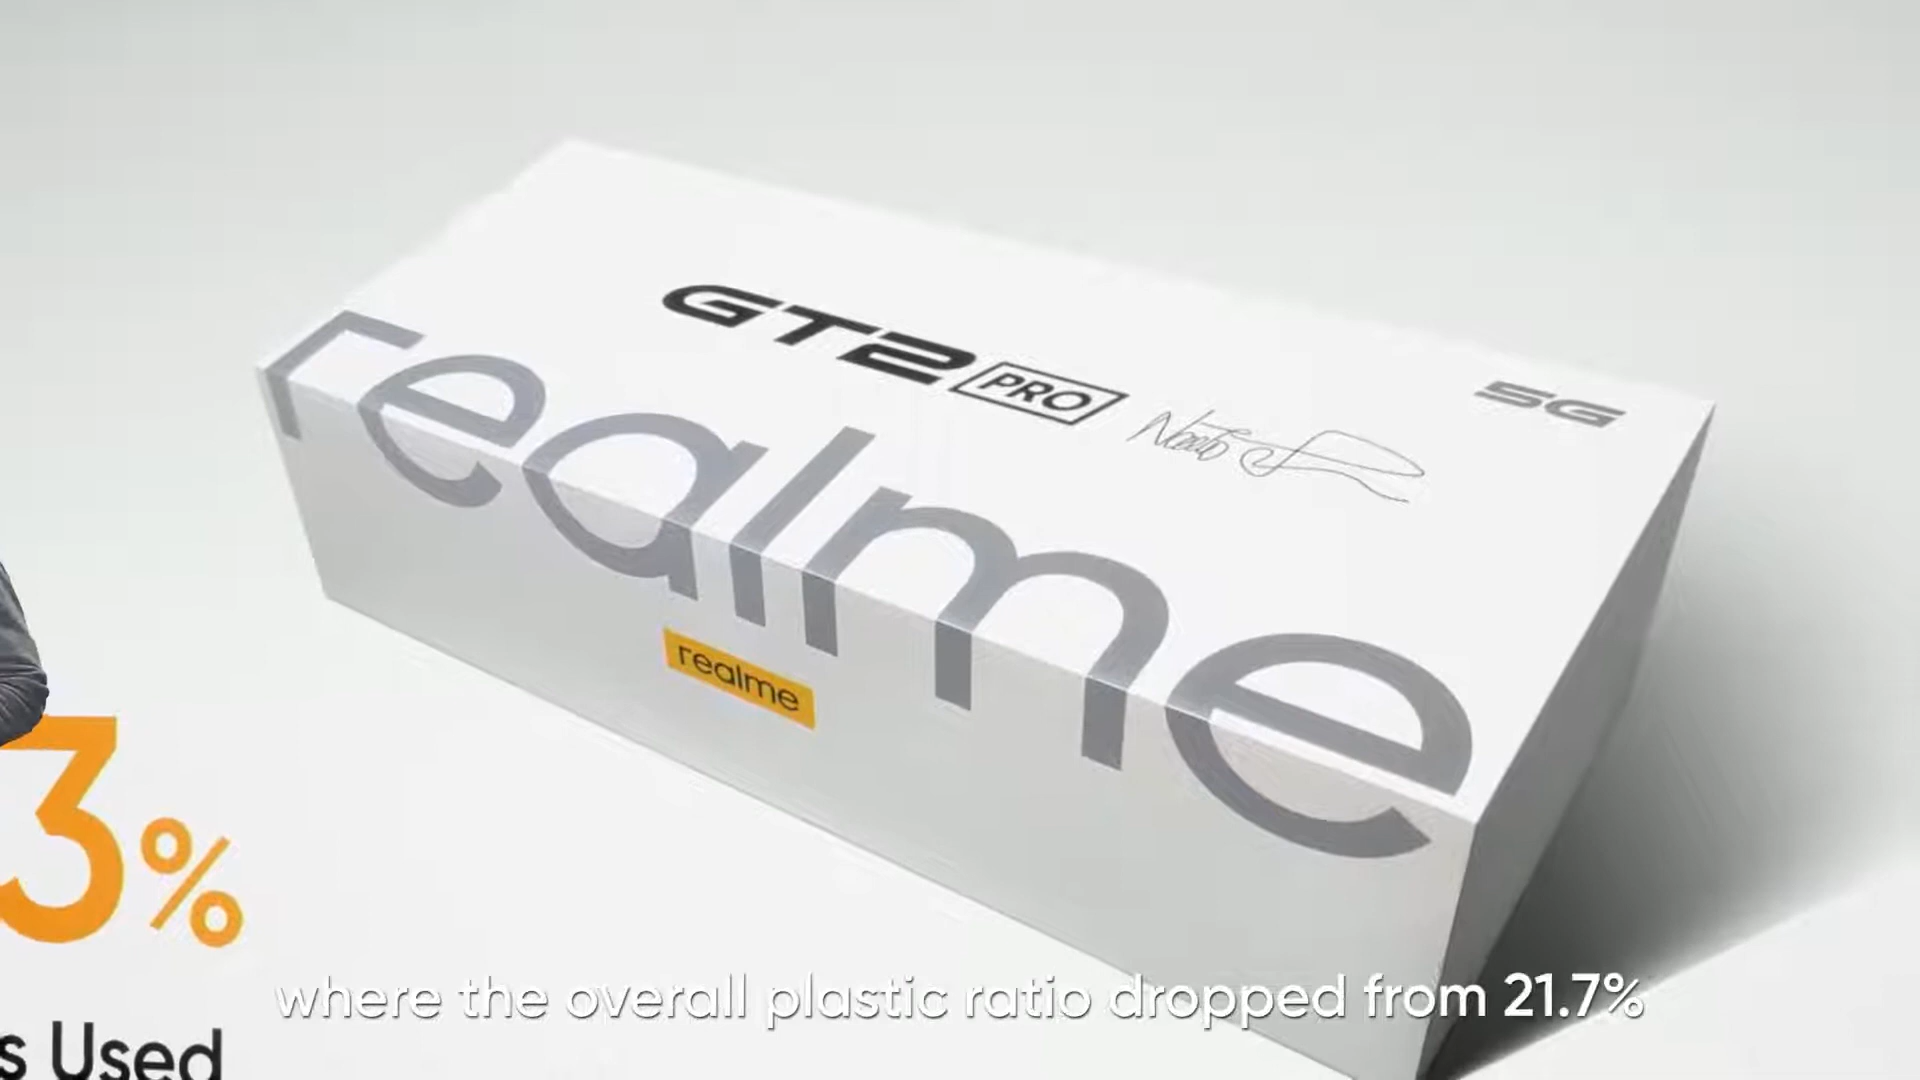 GT2 PRO
5G
realme
realme
3%
s Used
where the overall plastic ratio dropped from 21.7%